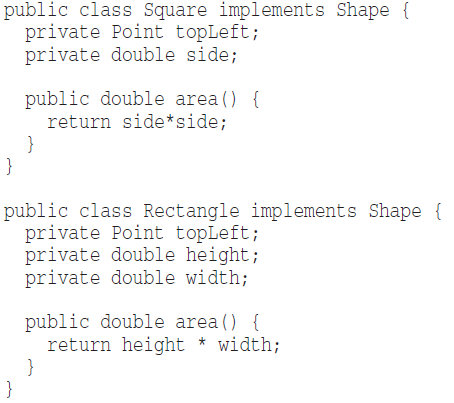 public class Square implements Shape {
  private Point topLeft;
  private double side;

  public double area() {
    return side*side;
  }
}

public class Rectangle implements Shape {
  private Point topLeft;
  private double height;
  private double width;

  public double area() {
    return height * width;
  }
}